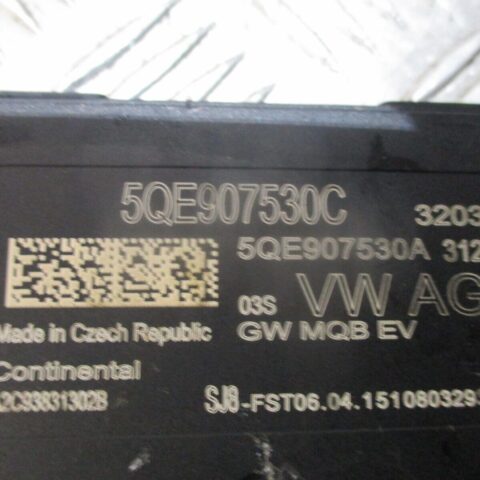 5QE907530C 3203
5QE907530A 312
03S VW AG
Made in Czech Republic GW MQB EV
Continental
A2C93831302B SJ8-FST06.04.1510803293